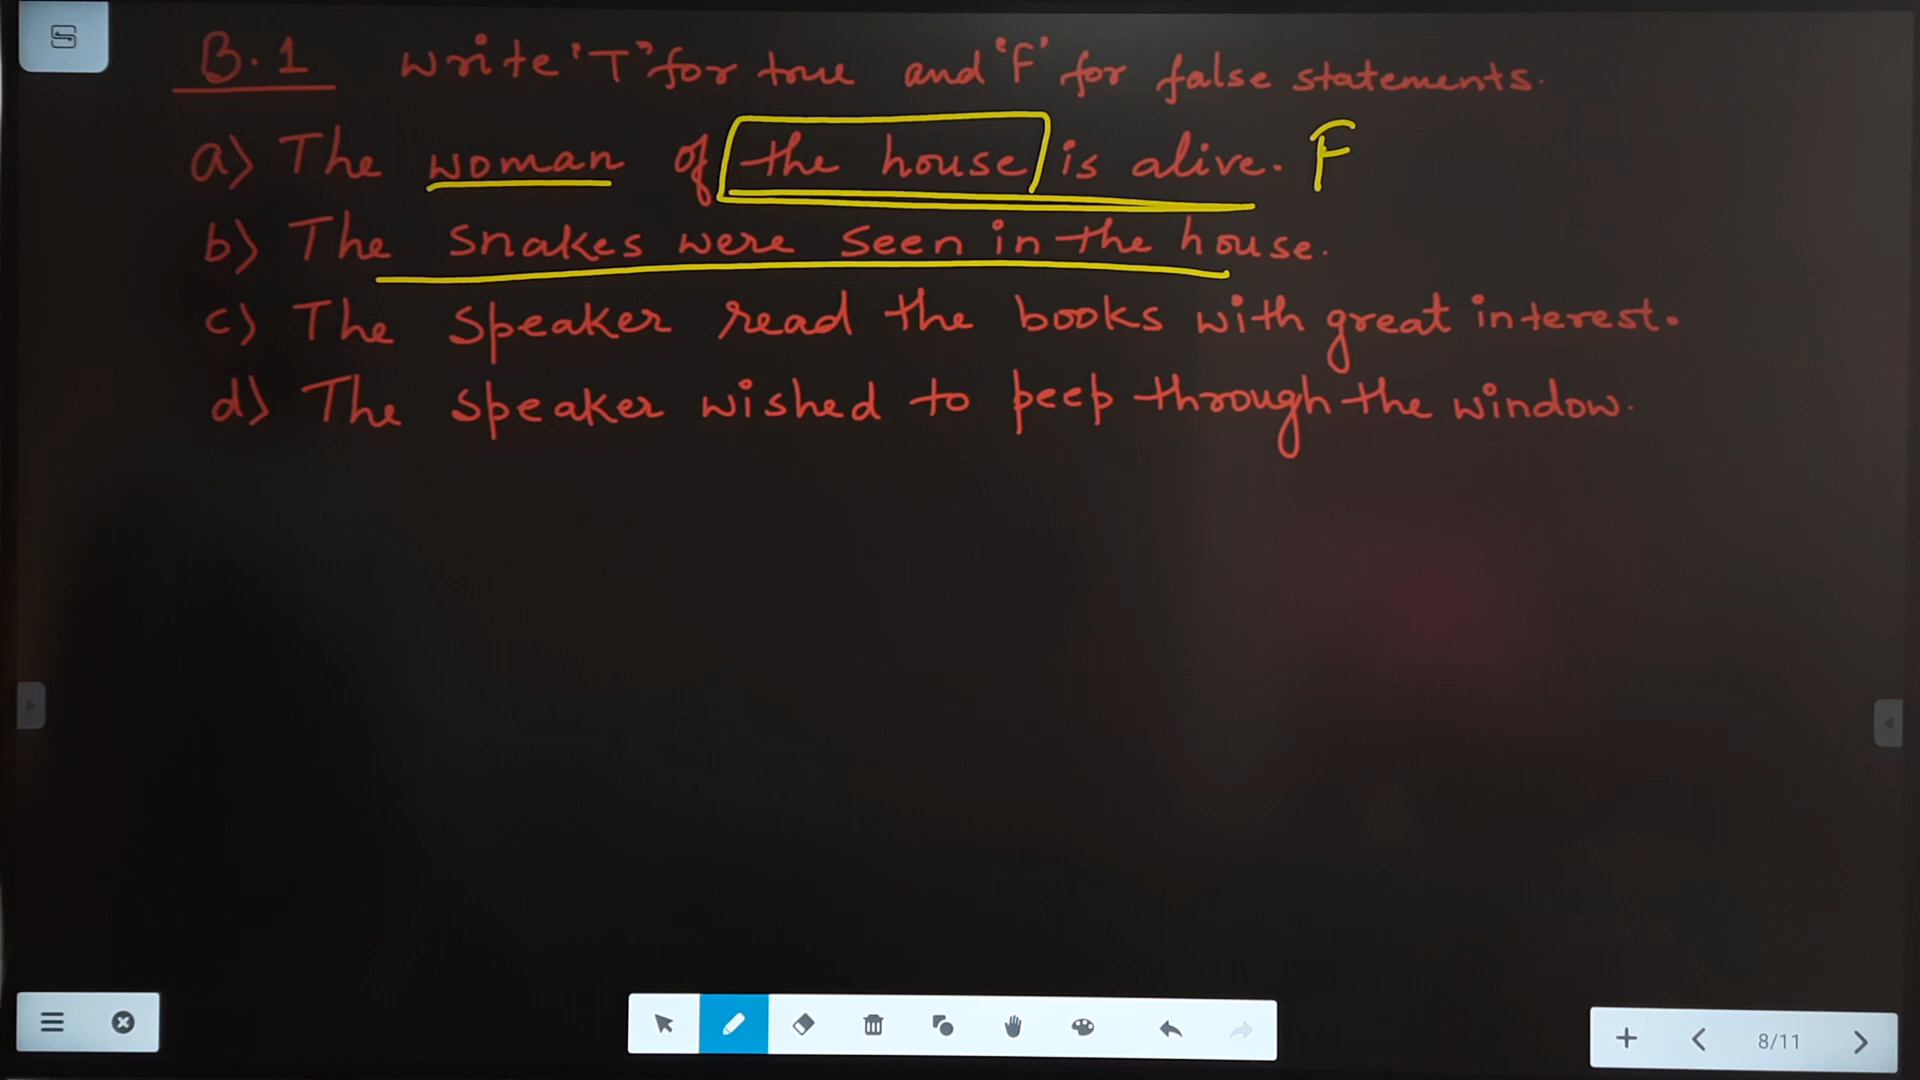 B.1 Write 'T' for true and 'F' for false statements.
a) The woman of the house is alive. F
b) The snakes were seen in the house.
c) The speaker read the books with great interest.
d) The speaker wished to peep through the window.
8/11